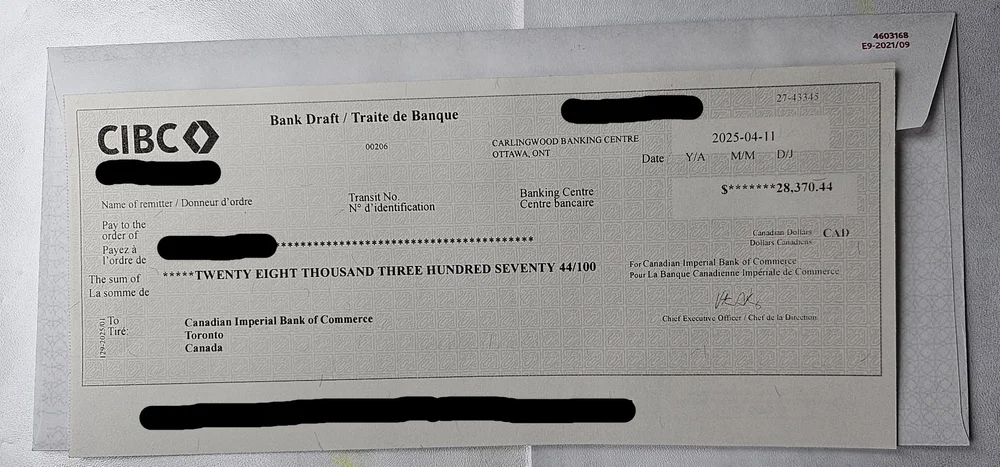 4603168
E9-2021/09
27-43345
CIBC
Bank Draft / Traite de Banque
00206
CARLINGWOOD BANKING CENTRE
OTTAWA, ONT
2025-04-11
Date Y/A M/M D/J
Name of remitter / Donneur d'ordre
Transit No.
N° d'identification
Banking Centre
Centre bancaire
$*******28,370.44
Pay to the
order of
Payez à
l'ordre de
**********************************************
Canadian Dollars CAD
Dollars Canadiens
The sum of
La somme de
*****TWENTY EIGHT THOUSAND THREE HUNDRED SEVENTY 44/100
For Canadian Imperial Bank of Commerce
Pour La Banque Canadienne Impériale de Commerce
To
Tiré:
Canadian Imperial Bank of Commerce
Toronto
Canada
Chief Executive Officer / Chef de la Direction